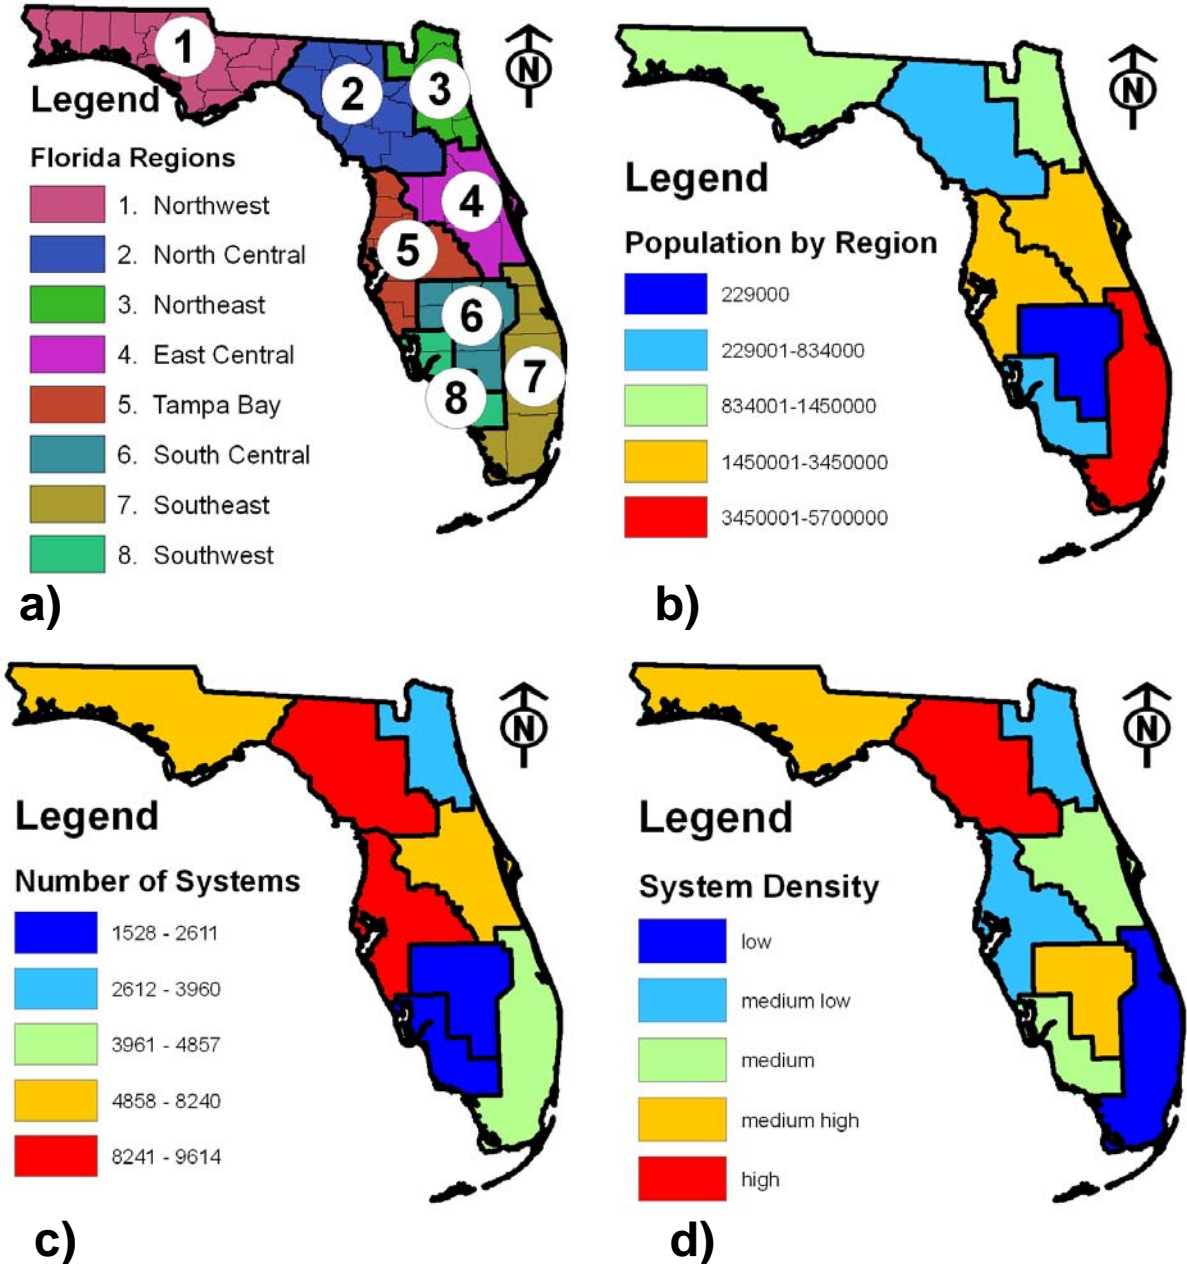 1
2
3
4
5
6
7
8
N
Legend
Florida Regions
1. Northwest
2. North Central
3. Northeast
4. East Central
5. Tampa Bay
6. South Central
7. Southeast
8. Southwest
a)
N
Legend
Population by Region
229000
229001-834000
834001-1450000
1450001-3450000
3450001-5700000
b)
N
Legend
Number of Systems
1528 - 2611
2612 - 3960
3961 - 4857
4858 - 8240
8241 - 9614
c)
N
Legend
System Density
low
medium low
medium
medium high
high
d)